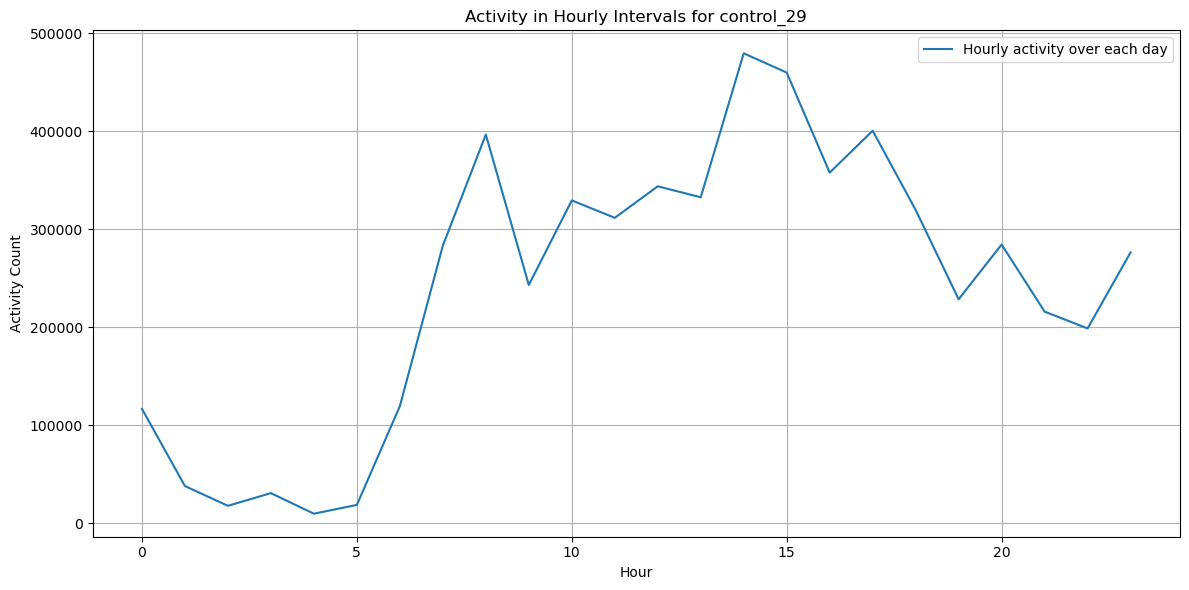 Activity in Hourly Intervals for control_29
Hourly activity over each day
500000
400000
300000
200000
100000
0
Activity Count
0 5 10 15 20
Hour